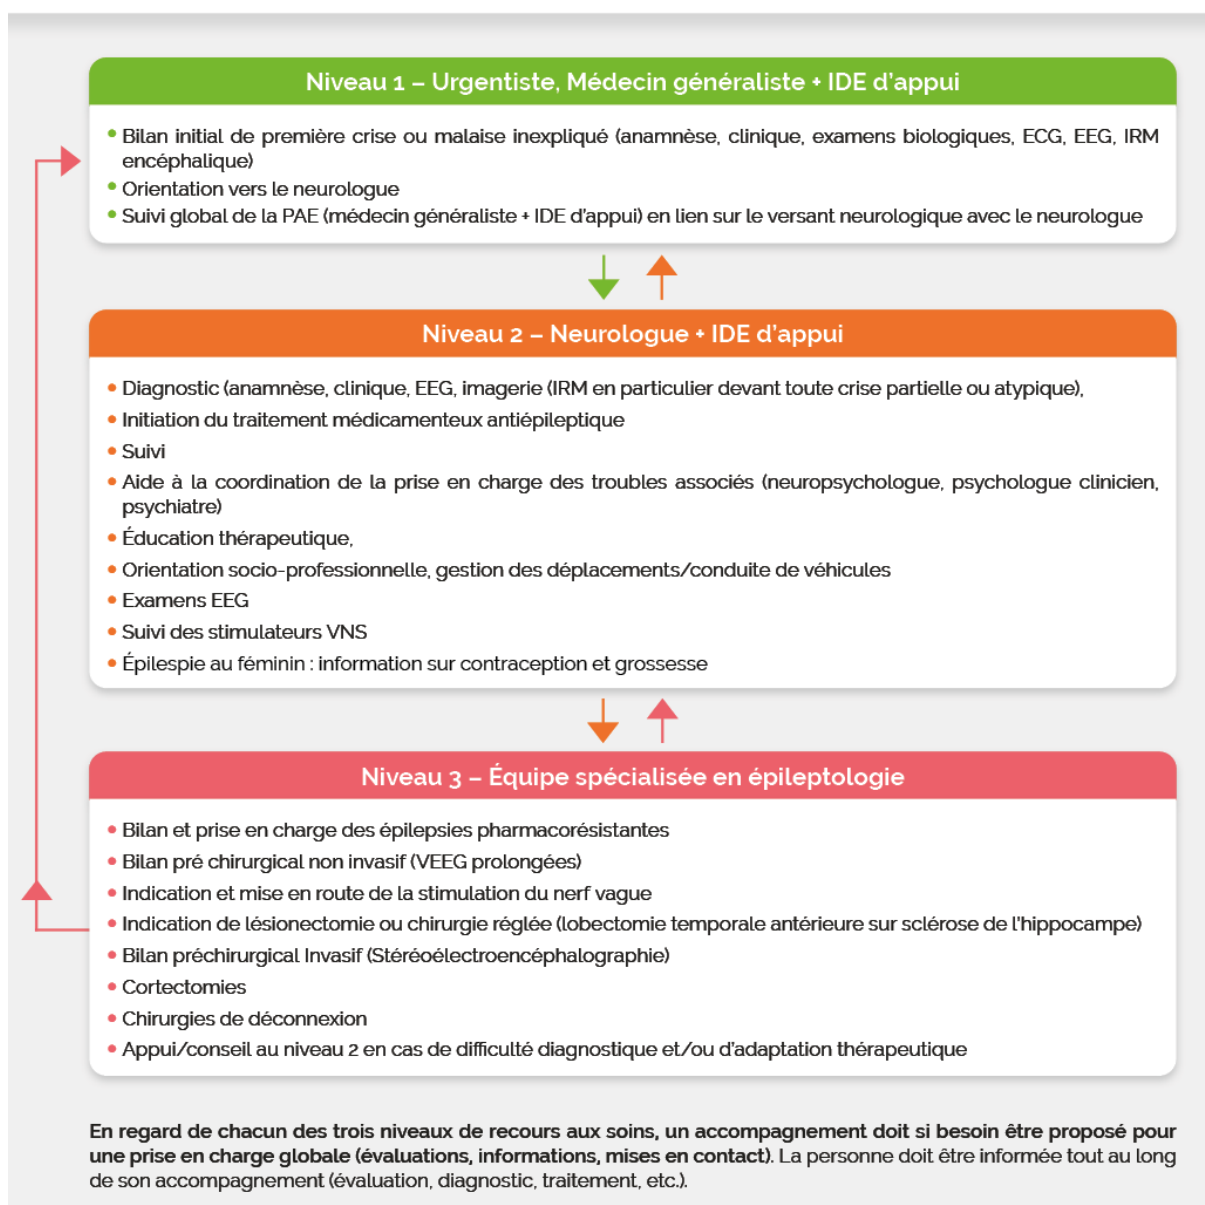 Niveau 1 – Urgentiste, Médecin généraliste + IDE d'appui
• Bilan initial de première crise ou malaise inexpliqué (anamnèse, clinique, examens biologiques, ECG, EEG, IRM
encéphalique)
• Orientation vers le neurologue
• Suivi global de la PAE (médecin généraliste + IDE d'appui) en lien sur le versant neurologique avec le neurologue
Niveau 2 – Neurologue + IDE d'appui
• Diagnostic (anamnèse, clinique, EEG, imagerie (IRM en particulier devant toute crise partielle ou atypique),
• Initiation du traitement médicamenteux antiépileptique
• Suivi
• Aide à la coordination de la prise en charge des troubles associés (neuropsychologue, psychologue clinicien,
psychiatre)
• Éducation thérapeutique,
• Orientation socio-professionnelle, gestion des déplacements/conduite de véhicules
• Examens EEG
• Suivi des stimulateurs VNS
• Épilespie au féminin : information sur contraception et grossesse
Niveau 3 – Équipe spécialisée en épileptologie
• Bilan et prise en charge des épilepsies pharmacorésistantes
• Bilan pré chirurgical non invasif (VEEG prolongées)
• Indication et mise en route de la stimulation du nerf vague
• Indication de lésionectomie ou chirurgie réglée (lobectomie temporale antérieure sur sclérose de l'hippocampe)
• Bilan préchirurgical Invasif (Stéréoélectroencéphalographie)
• Cortectomies
• Chirurgies de déconnexion
• Appui/conseil au niveau 2 en cas de difficulté diagnostique et/ou d'adaptation thérapeutique
En regard de chacun des trois niveaux de recours aux soins, un accompagnement doit si besoin être proposé pour
une prise en charge globale (évaluations, informations, mises en contact). La personne doit être informée tout au long
de son accompagnement (évaluation, diagnostic, traitement, etc.).